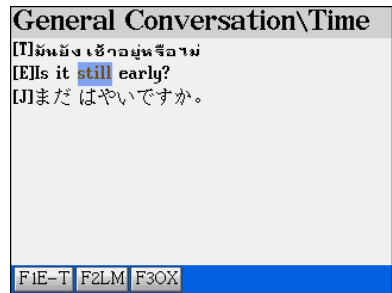 General Conversation\Time
[T]มันยัง เช้าอยู่หรือไม่
[E]Is it still early?
[J]まだ はやいですか。
F1E-T F2LM F3OX